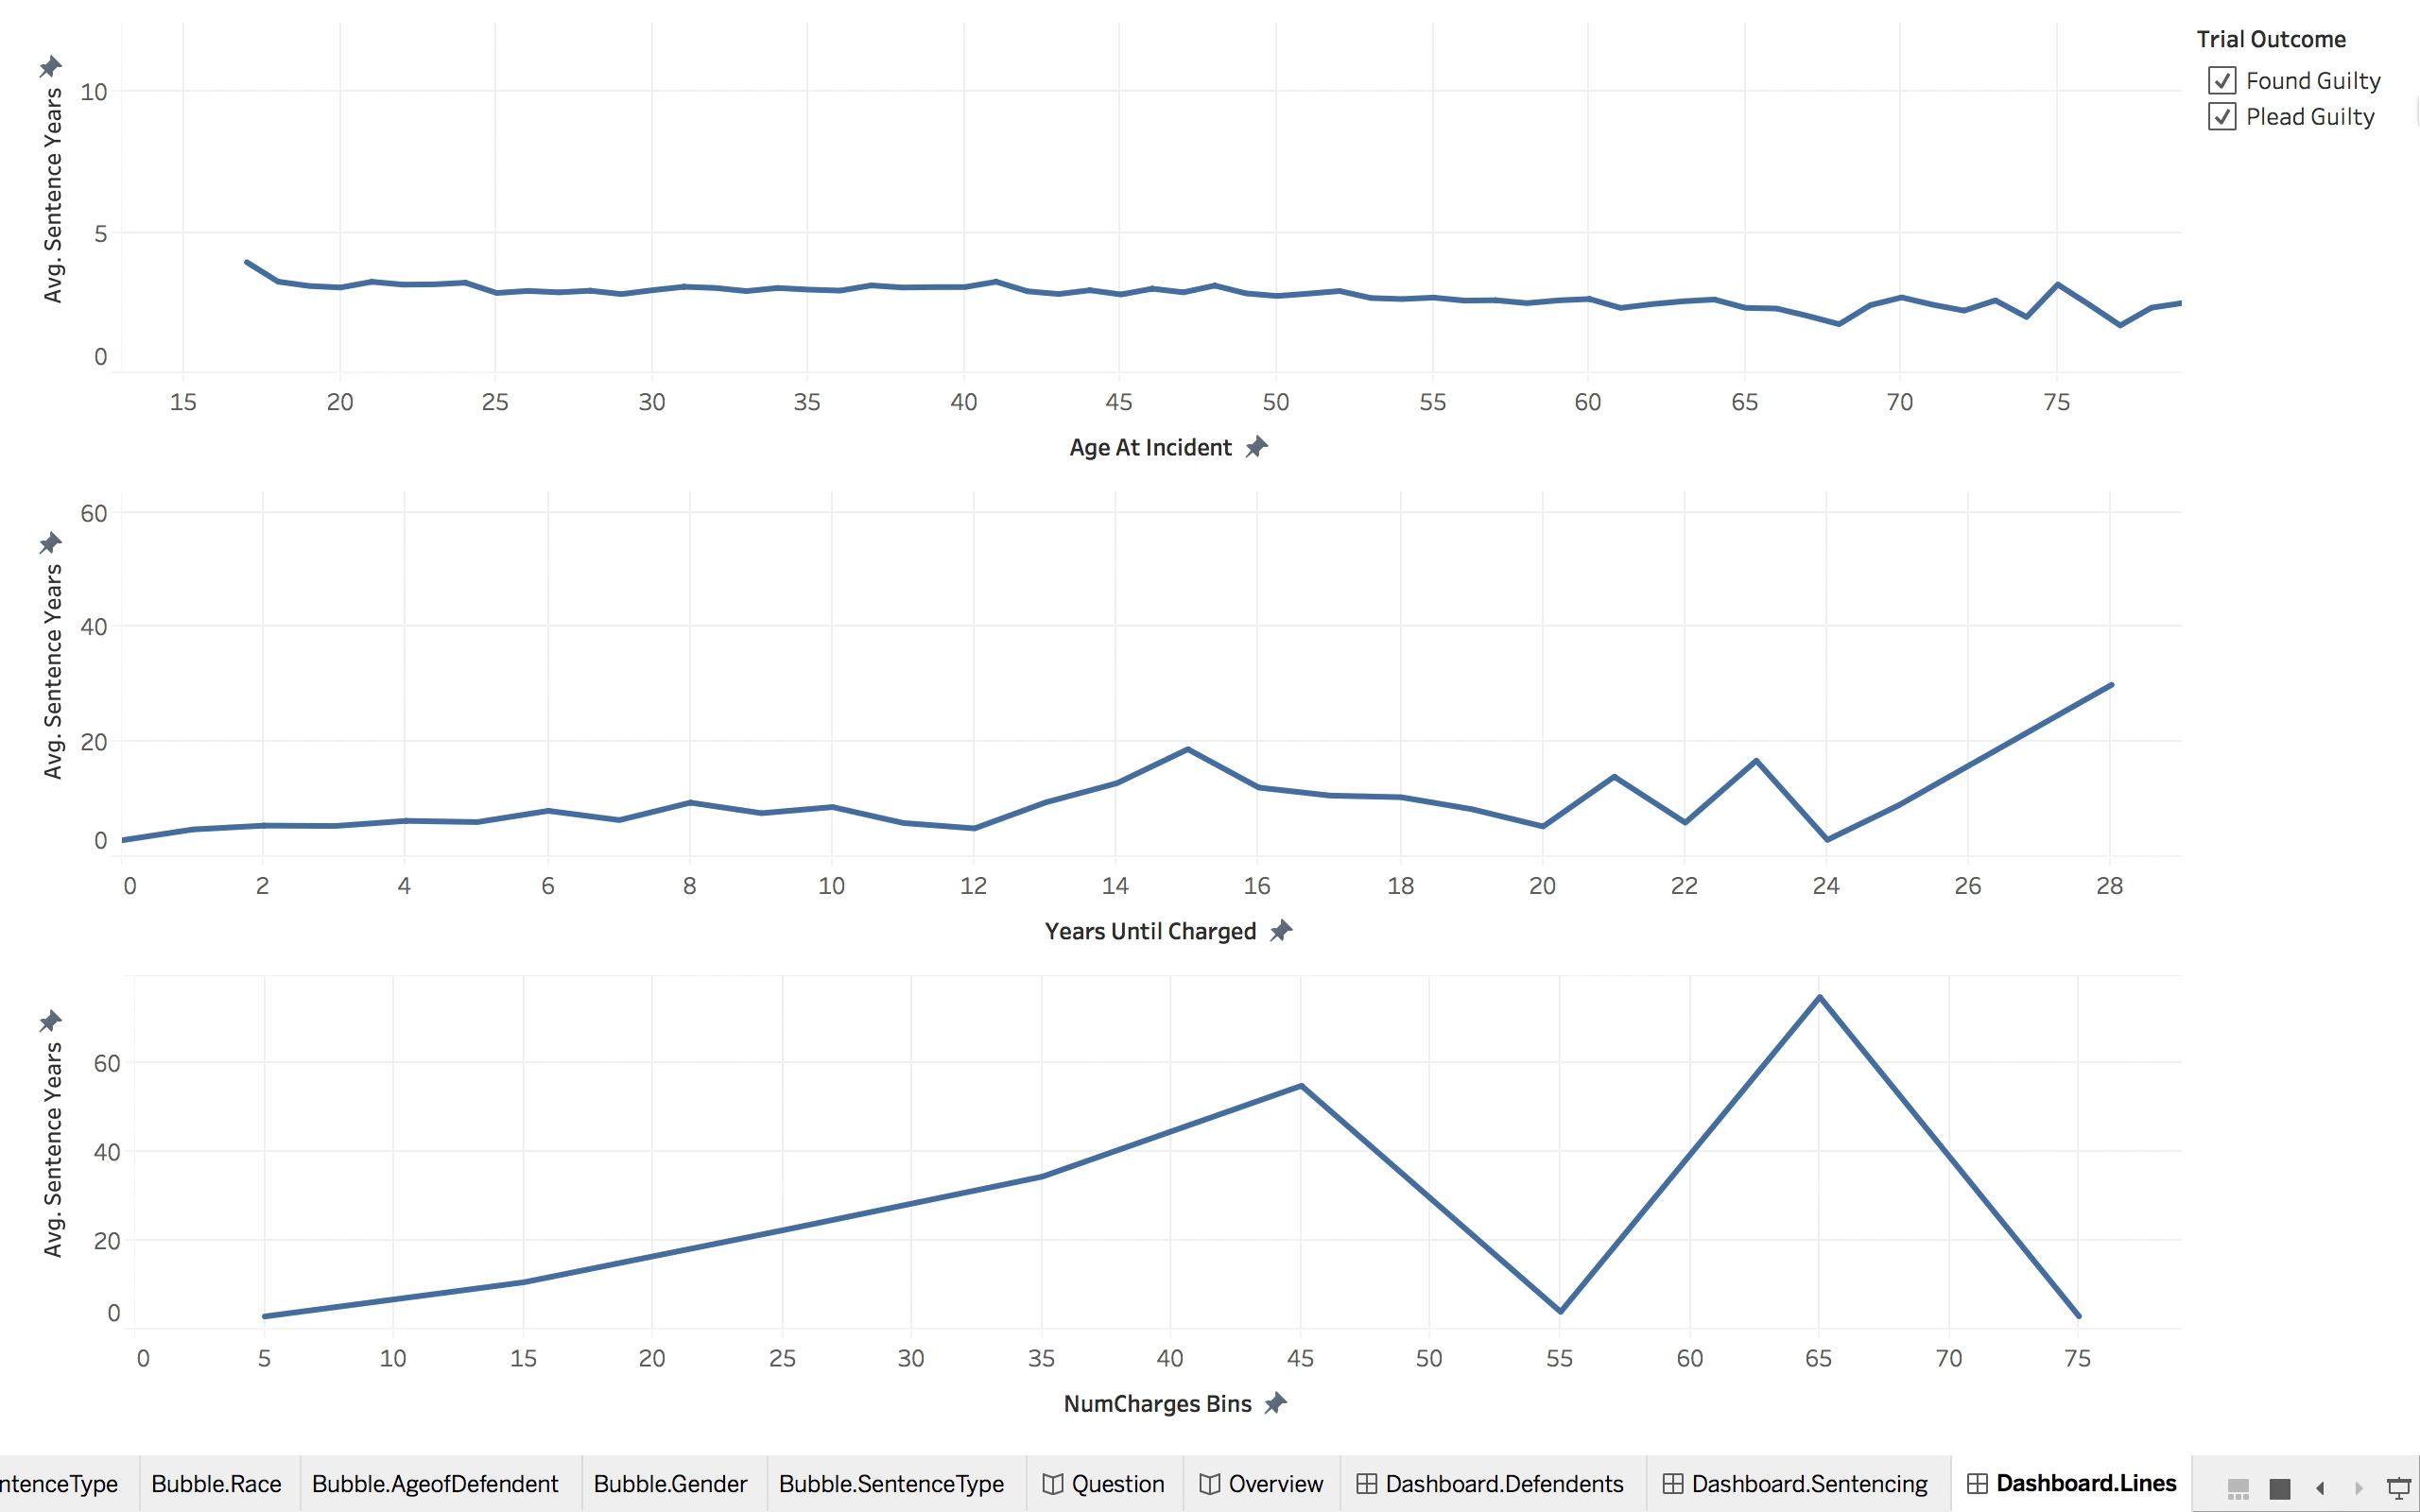 Trial Outcome
Found Guilty
Plead Guilty
Avg. Sentence Years
10
5
0
15 20 25 30 35 40 45 50 55 60 65 70 75
Age At Incident
Avg. Sentence Years
60
40
20
0
0 2 4 6 8 10 12 14 16 18 20 22 24 26 28
Years Until Charged
Avg. Sentence Years
60
40
20
0
0 5 10 15 20 25 30 35 40 45 50 55 60 65 70 75
NumCharges Bins
ntenceType Bubble.Race Bubble.AgeofDefendent Bubble.Gender Bubble.SentenceType Question Overview Dashboard.Defendents Dashboard.Sentencing Dashboard.Lines